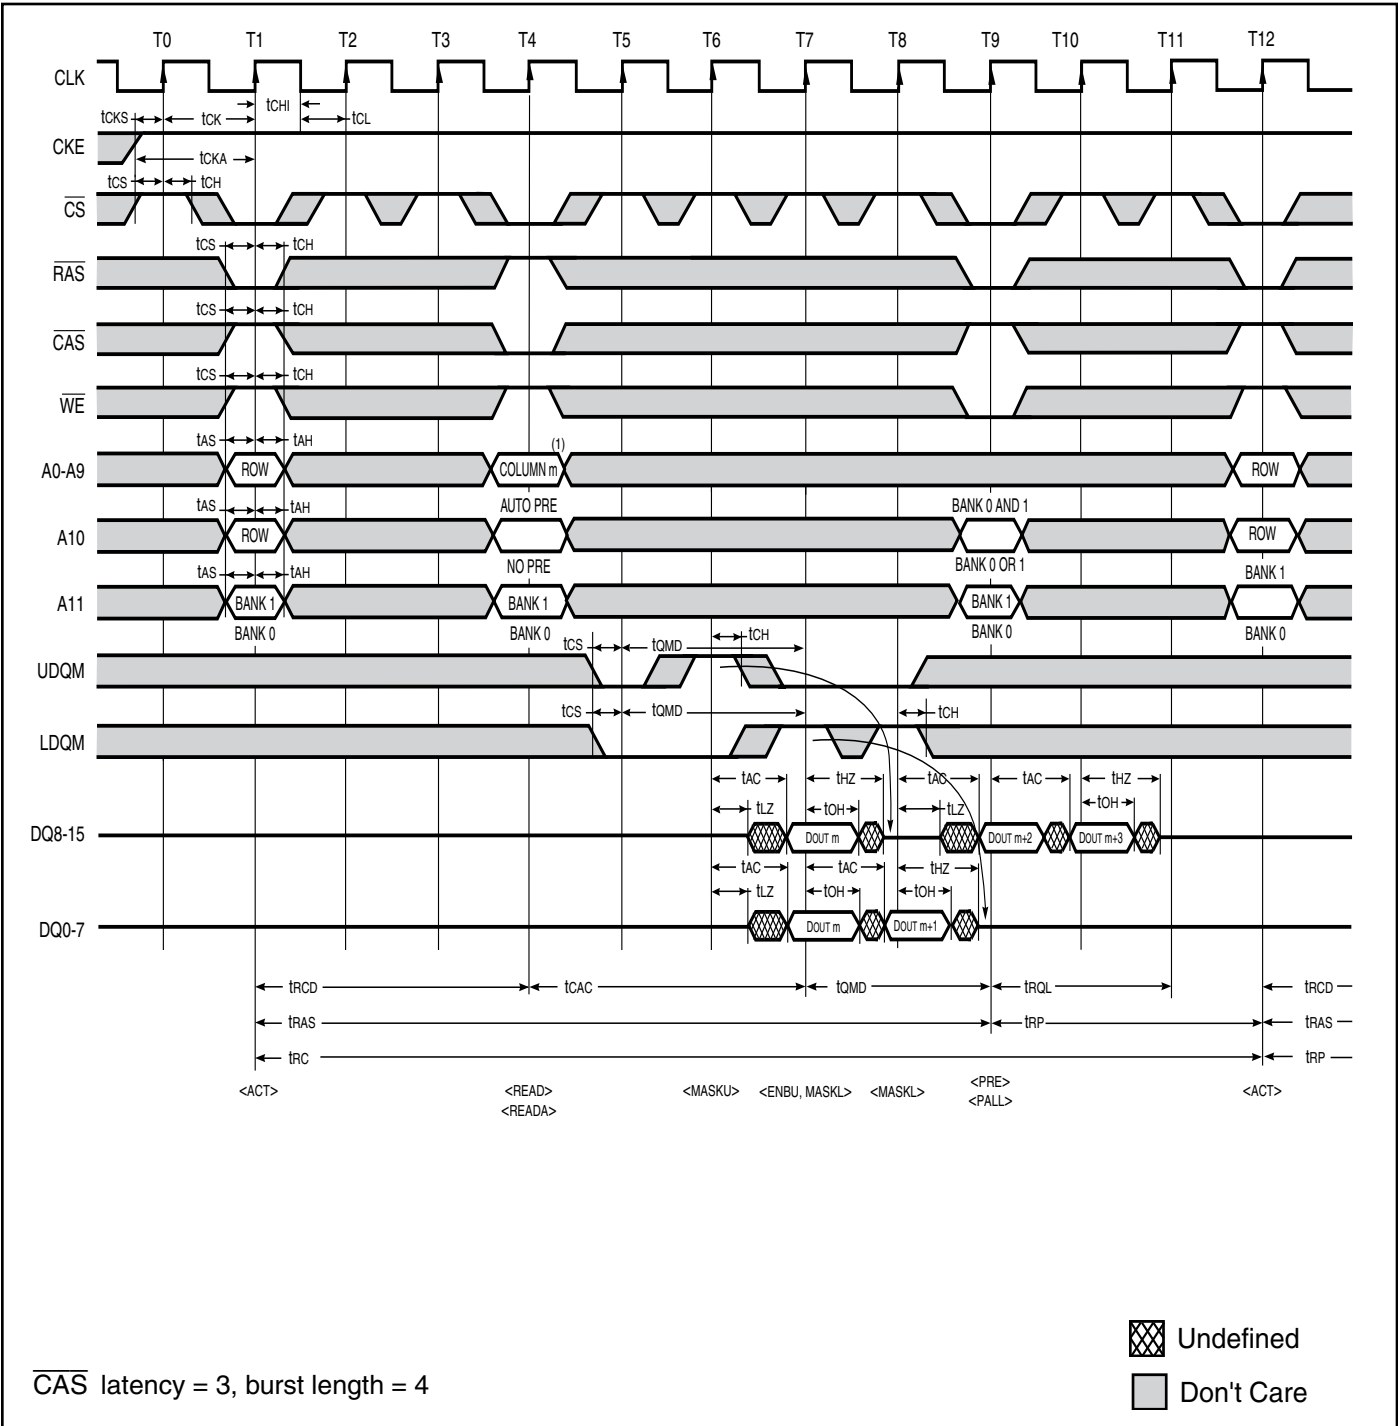 T0 T1 T2 T3 T4 T5 T6 T7 T8 T9 T10 T11 T12
CLK
tCHI
tCKS tCK tCL
CKE
tCKA
tCS tCH
CS
tCS tCH
RAS
tCS tCH
CAS
tCS tCH
WE
tAS tAH (1)
A0-A9 ROW COLUMN m ROW
tAS tAH AUTO PRE BANK 0 AND 1
A10 ROW ROW
tAS tAH NO PRE BANK 0 OR 1 BANK 1
A11 BANK 1 BANK 1 BANK 1
BANK 0 BANK 0 BANK 0 BANK 0
tCS tQMD tCH
UDQM
tCS tQMD tCH
LDQM
tAC tHZ tAC tAC tHZ
tLZ tOH tLZ tOH
DQ8-15 DOUT m DOUT m+2 DOUT m+3
tAC tAC tHZ
tLZ tOH tOH
DQ0-7 DOUT m DOUT m+1
tRCD tCAC tQMD tRQL tRCD
tRAS tRP tRAS
tRC tRP
<ACT> <READ> <MASKU> <ENBU, MASKL> <MASKL> <PRE> <ACT>
<READA> <PALL>
Undefined
CAS latency = 3, burst length = 4
Don't Care